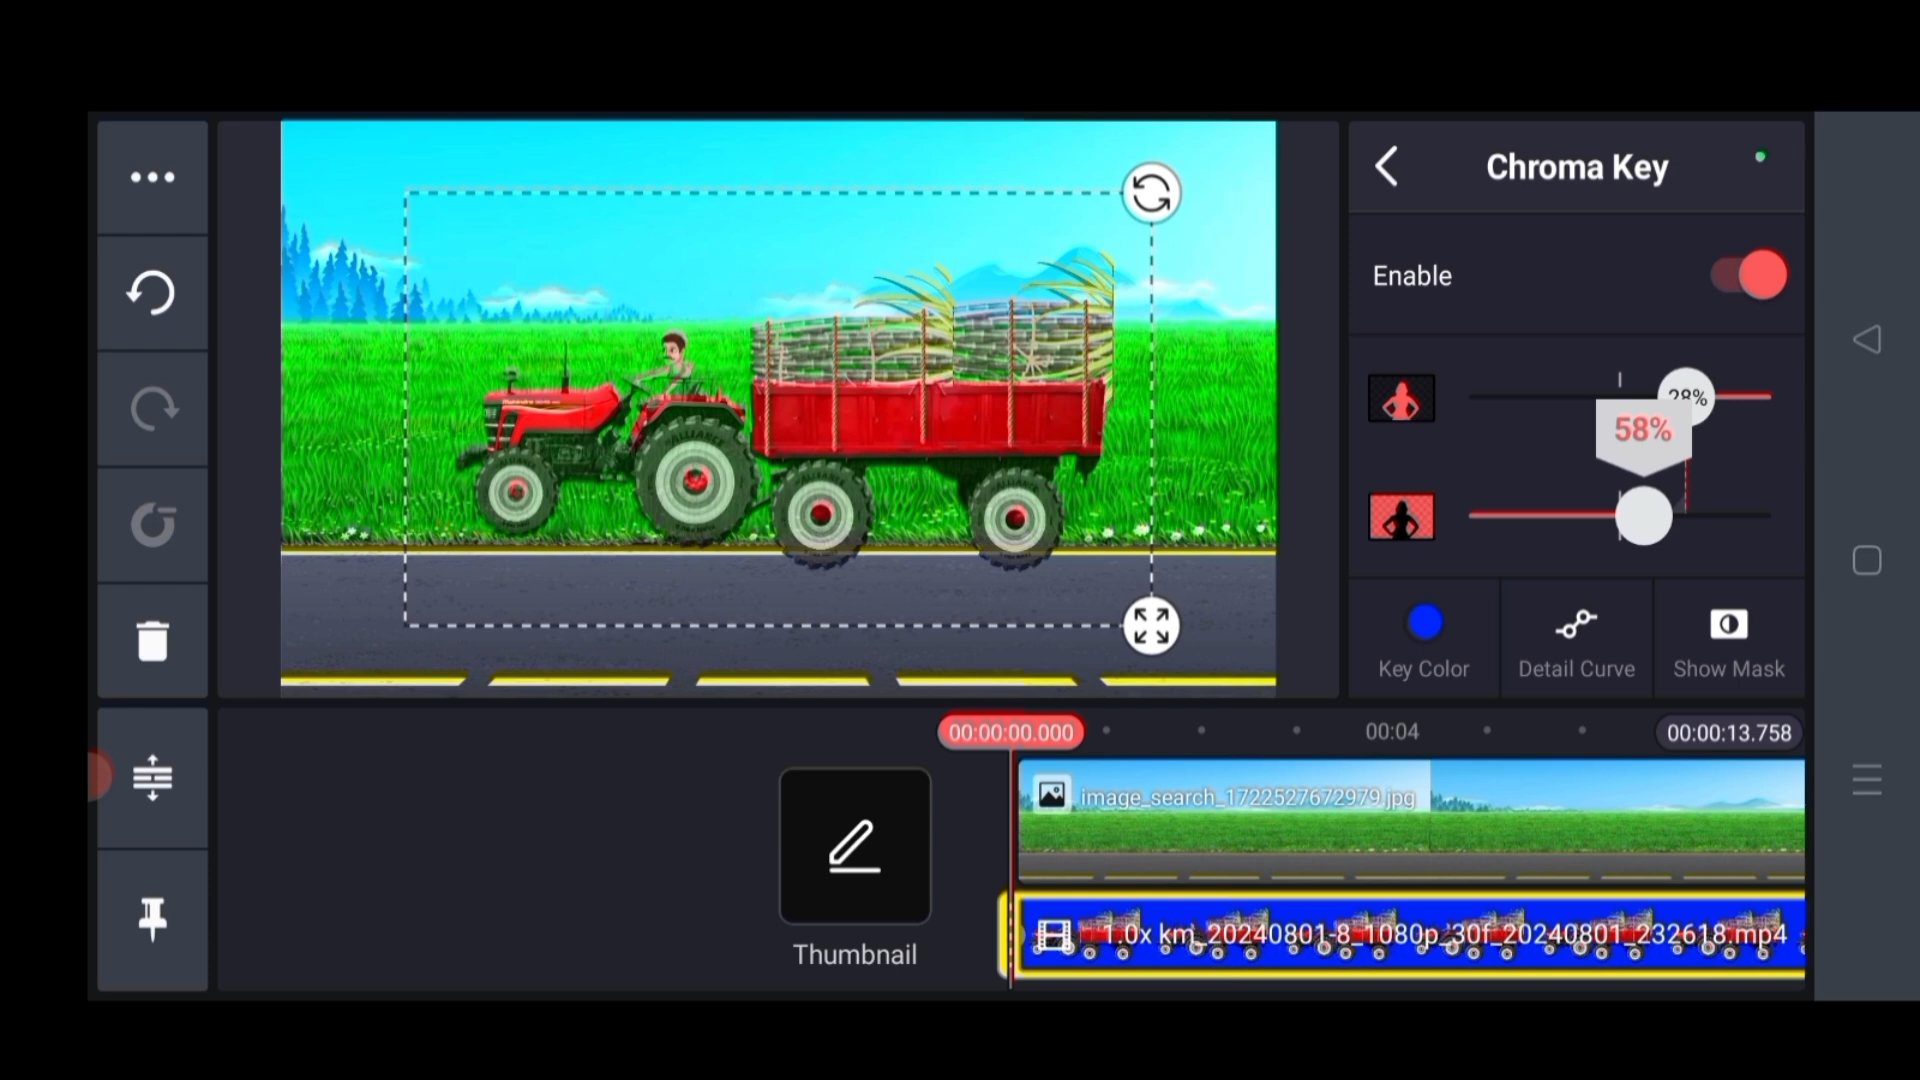 Chroma Key
Enable
28%
58%
Key Color
Detail Curve
Show Mask
ALLIANCE
00:00:00.000
00:04
00:00:13.758
image_search_1722527672979.jpg
Thumbnail
1.0x km_20240801-8_1080p_30f_20240801_232618.mp4